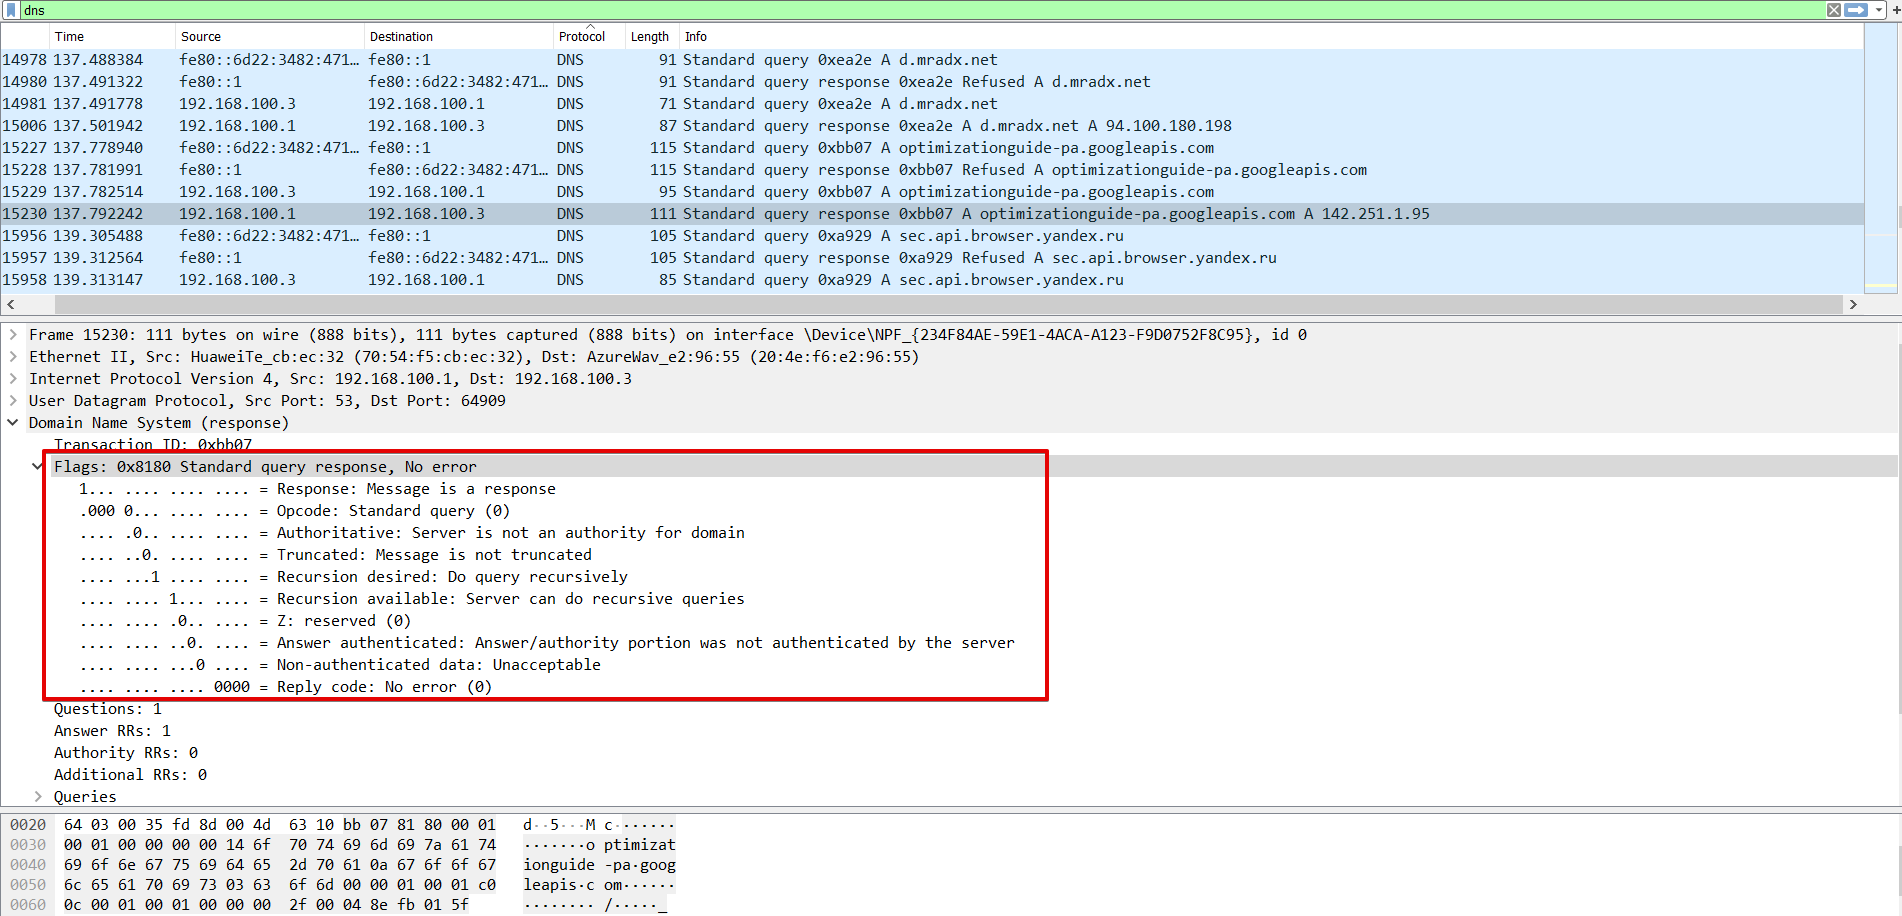 dns
Time Source Destination Protocol Length Info
14978 137.488384 fe80::6d22:3482:471… fe80::1 DNS 91 Standard query 0xea2e A d.mradx.net
14980 137.491322 fe80::1 fe80::6d22:3482:471… DNS 91 Standard query response 0xea2e Refused A d.mradx.net
14981 137.491778 192.168.100.3 192.168.100.1 DNS 71 Standard query 0xea2e A d.mradx.net
15006 137.501942 192.168.100.1 192.168.100.3 DNS 87 Standard query response 0xea2e A d.mradx.net A 94.100.180.198
15227 137.778940 fe80::6d22:3482:471… fe80::1 DNS 115 Standard query 0xbb07 A optimizationguide-pa.googleapis.com
15228 137.781991 fe80::1 fe80::6d22:3482:471… DNS 115 Standard query response 0xbb07 Refused A optimizationguide-pa.googleapis.com
15229 137.782514 192.168.100.3 192.168.100.1 DNS 95 Standard query 0xbb07 A optimizationguide-pa.googleapis.com
15230 137.792242 192.168.100.1 192.168.100.3 DNS 111 Standard query response 0xbb07 A optimizationguide-pa.googleapis.com A 142.251.1.95
15956 139.305488 fe80::6d22:3482:471… fe80::1 DNS 105 Standard query 0xa929 A sec.api.browser.yandex.ru
15957 139.312564 fe80::1 fe80::6d22:3482:471… DNS 105 Standard query response 0xa929 Refused A sec.api.browser.yandex.ru
15958 139.313147 192.168.100.3 192.168.100.1 DNS 85 Standard query 0xa929 A sec.api.browser.yandex.ru
Frame 15230: 111 bytes on wire (888 bits), 111 bytes captured (888 bits) on interface \Device\NPF_{234F84AE-59E1-4ACA-A123-F9D0752F8C95}, id 0
Ethernet II, Src: HuaweiTe_cb:ec:32 (70:54:f5:cb:ec:32), Dst: AzureWav_e2:96:55 (20:4e:f6:e2:96:55)
Internet Protocol Version 4, Src: 192.168.100.1, Dst: 192.168.100.3
User Datagram Protocol, Src Port: 53, Dst Port: 64909
Domain Name System (response)
Transaction ID: 0xbb07
Flags: 0x8180 Standard query response, No error
1... .... .... .... = Response: Message is a response
.000 0... .... .... = Opcode: Standard query (0)
.... .0.. .... .... = Authoritative: Server is not an authority for domain
.... ..0. .... .... = Truncated: Message is not truncated
.... ...1 .... .... = Recursion desired: Do query recursively
.... .... 1... .... = Recursion available: Server can do recursive queries
.... .... .0.. .... = Z: reserved (0)
.... .... ..0. .... = Answer authenticated: Answer/authority portion was not authenticated by the server
.... .... ...0 .... = Non-authenticated data: Unacceptable
.... .... .... 0000 = Reply code: No error (0)
Questions: 1
Answer RRs: 1
Authority RRs: 0
Additional RRs: 0
Queries
0020 64 03 00 35 fd 8d 00 4d 63 10 bb 07 81 80 00 01 d··5···M c·······
0030 00 01 00 00 00 00 14 6f 70 74 69 6d 69 7a 61 74 ·······o ptimizat
0040 69 6f 6e 67 75 69 64 65 2d 70 61 0a 67 6f 6f 67 ionguide -pa·goog
0050 6c 65 61 70 69 73 03 63 6f 6d 00 00 01 00 01 c0 leapis·c om······
0060 0c 00 01 00 01 00 00 00 2f 00 04 8e fb 01 5f ········ /·····_